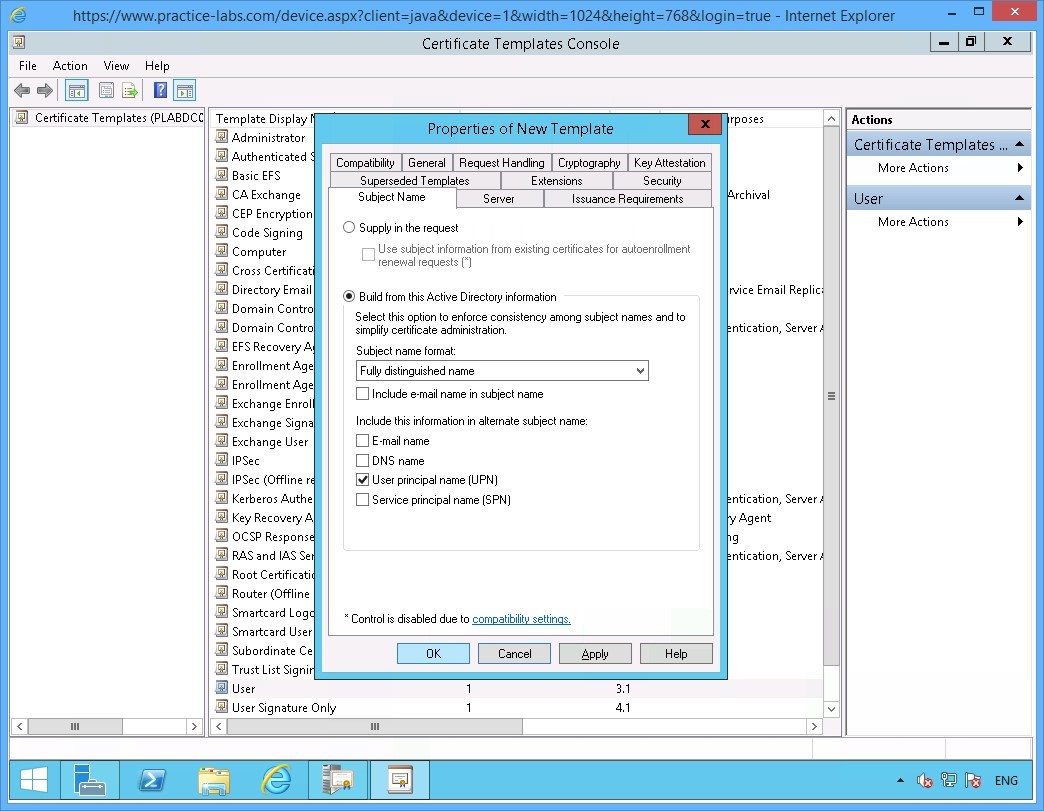 https://www.practice-labs.com/device.aspx?client=java&device=1&width=1024&height=768&login=true - Internet Explorer
Certificate Templates Console
File Action View Help
Certificate Templates (PLABDC0
Template Display
rposes
Administrator
Authenticated S
Basic EFS
CA Exchange
Archival
CEP Encryption
Code Signing
Computer
Cross Certificati
Directory Email
rvice Email Replica
Domain Contro
Domain Contro
entication, Server A
EFS Recovery Ag
Enrollment Age
Enrollment Age
Exchange Enroll
Exchange Signa
Exchange User
IPSec
IPSec (Offline re
Kerberos Authe
entication, Server A
Key Recovery A
ry Agent
OCSP Response
ng
RAS and IAS Ser
entication, Server A
Root Certificatio
Router (Offline
Smartcard Logo
Smartcard User
Subordinate Ce
Trust List Signin
User 1 3.1
User Signature Only 1 4.1
Properties of New Template
Compatibility General Request Handling Cryptography Key Attestation
Superseded Templates Extensions Security
Subject Name Server Issuance Requirements
Supply in the request
Use subject information from existing certificates for autoenrollment
renewal requests (*)
Build from this Active Directory information
Select this option to enforce consistency among subject names and to
simplify certificate administration.
Subject name format:
Fully distinguished name
Include e-mail name in subject name
Include this information in alternate subject name:
E-mail name
DNS name
User principal name (UPN)
Service principal name (SPN)
* Control is disabled due to compatibility settings.
OK Cancel Apply Help
Actions
Certificate Templates ...
More Actions
User
More Actions
ENG